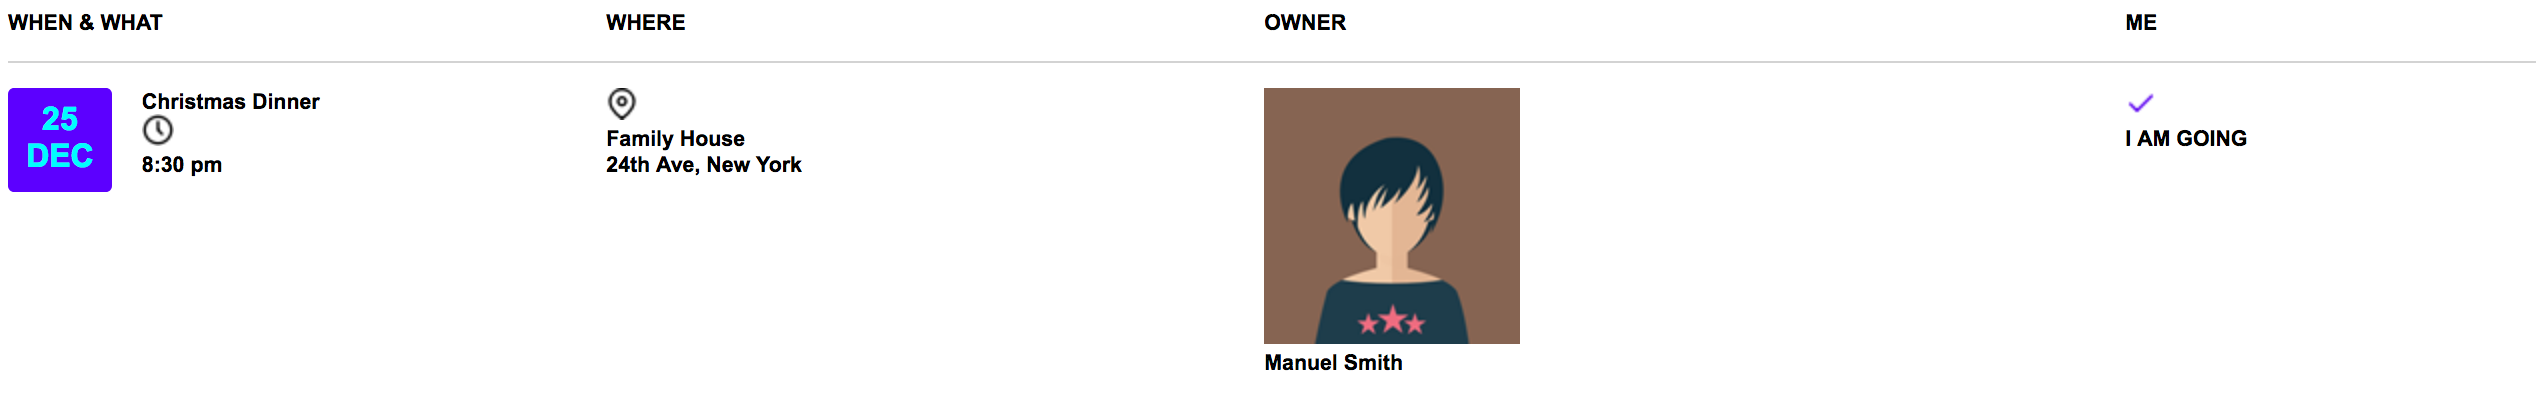 WHEN & WHAT
WHERE
OWNER
ME
25
DEC
Christmas Dinner
8:30 pm
Family House
24th Ave, New York
Manuel Smith
I AM GOING